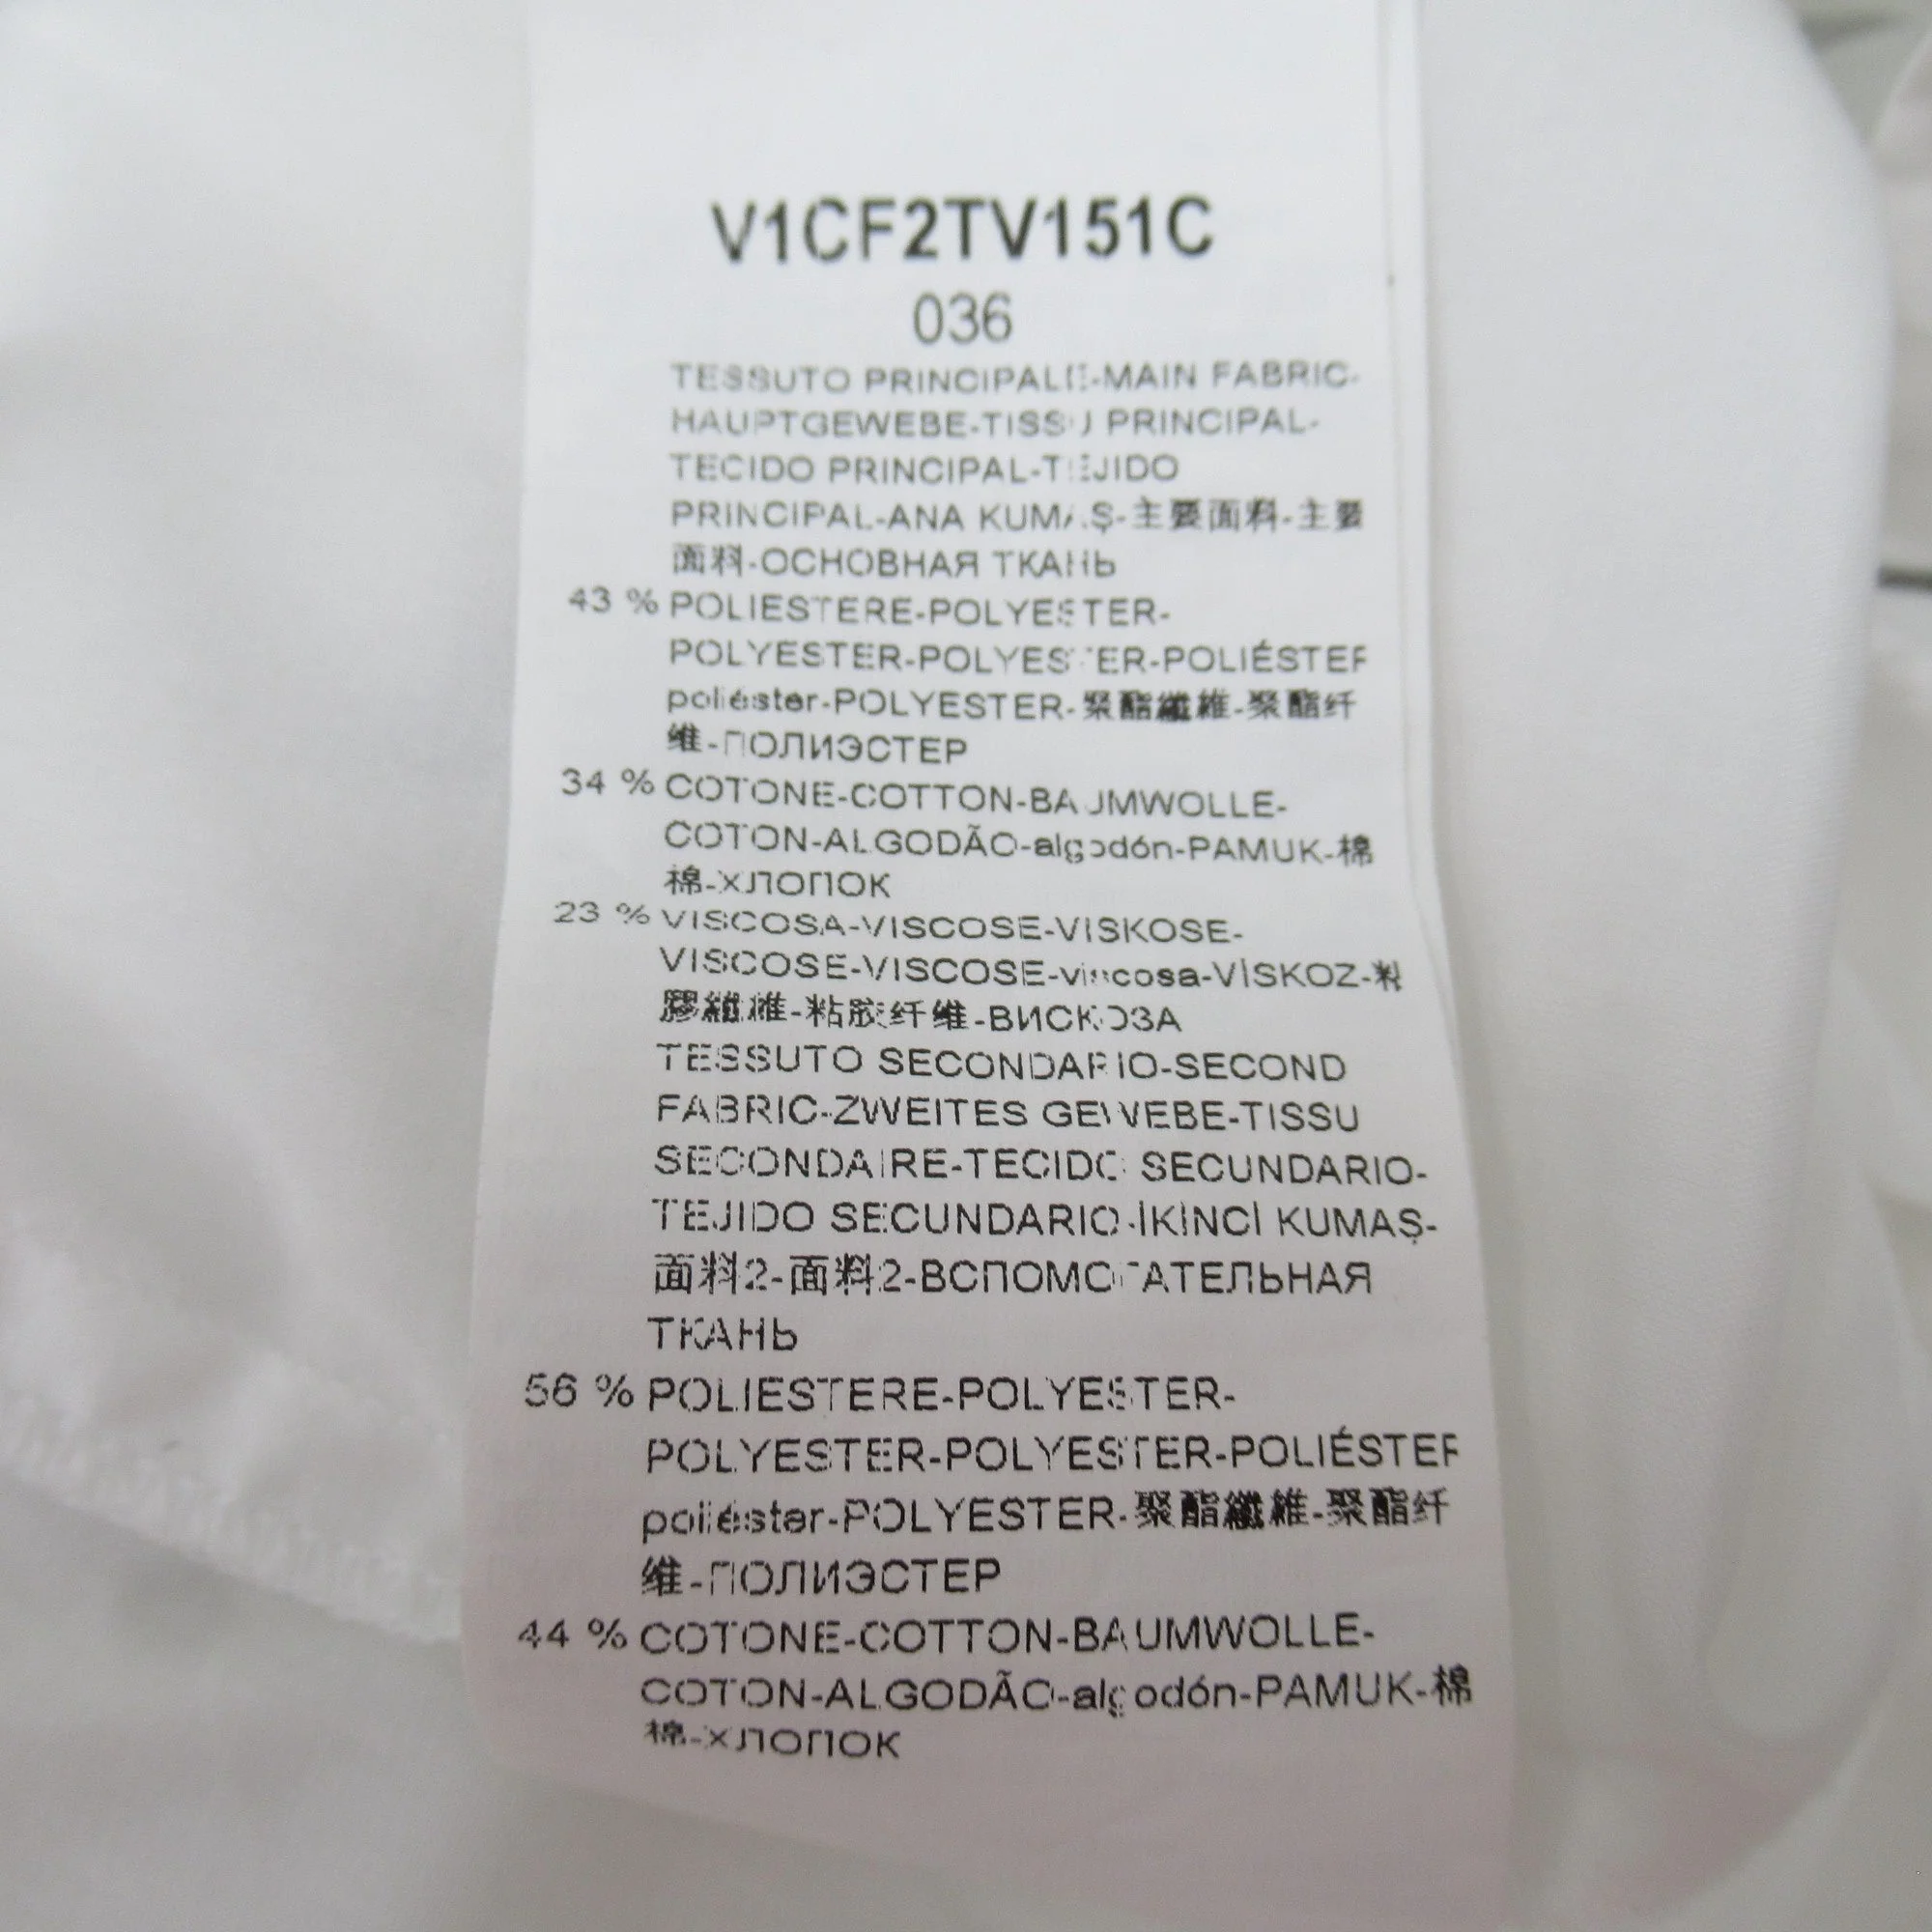 V1CF2TV151C
036
TESSUTO PRINCIPALE-MAIN FABRIC-
HAUPTGEWEBE-TISSU PRINCIPAL-
TECIDO PRINCIPAL-TEJIDO
PRINCIPAL-ANA KUMAŞ-主要面料-主要
面料-ОСНОВНАЯ ТКАНЬ
43 % POLIESTERE-POLYESTER-
POLYESTER-POLYESTER-POLIÉSTER
poliéster-POLYESTER-聚酯纖維-聚酯纤
维-ПОЛИЭСТЕР
34 % COTONE-COTTON-BAUMWOLLE-
COTON-ALGODÃO-algodón-PAMUK-棉
棉-ХЛОПОК
23 % VISCOSA-VISCOSE-VISKOSE-
VISCOSE-VISCOSE-viscosa-VİSKOZ-粘
膠纖維-粘胶纤维-ВИСКОЗА
TESSUTO SECONDARIO-SECOND
FABRIC-ZWEITES GEWEBE-TISSU
SECONDAIRE-TECIDO SECUNDARIO-
TEJIDO SECUNDARIO-İKİNCİ KUMAŞ-
面料2-面料2-ВСПОМОГАТЕЛЬНАЯ
ТКАНЬ
56 % POLIESTERE-POLYESTER-
POLYESTER-POLYESTER-POLIÉSTER
poliéster-POLYESTER-聚酯纖維-聚酯纤
维-ПОЛИЭСТЕР
44 % COTONE-COTTON-BAUMWOLLE-
COTON-ALGODÃO-algodón-PAMUK-棉
棉-ХЛОПОК